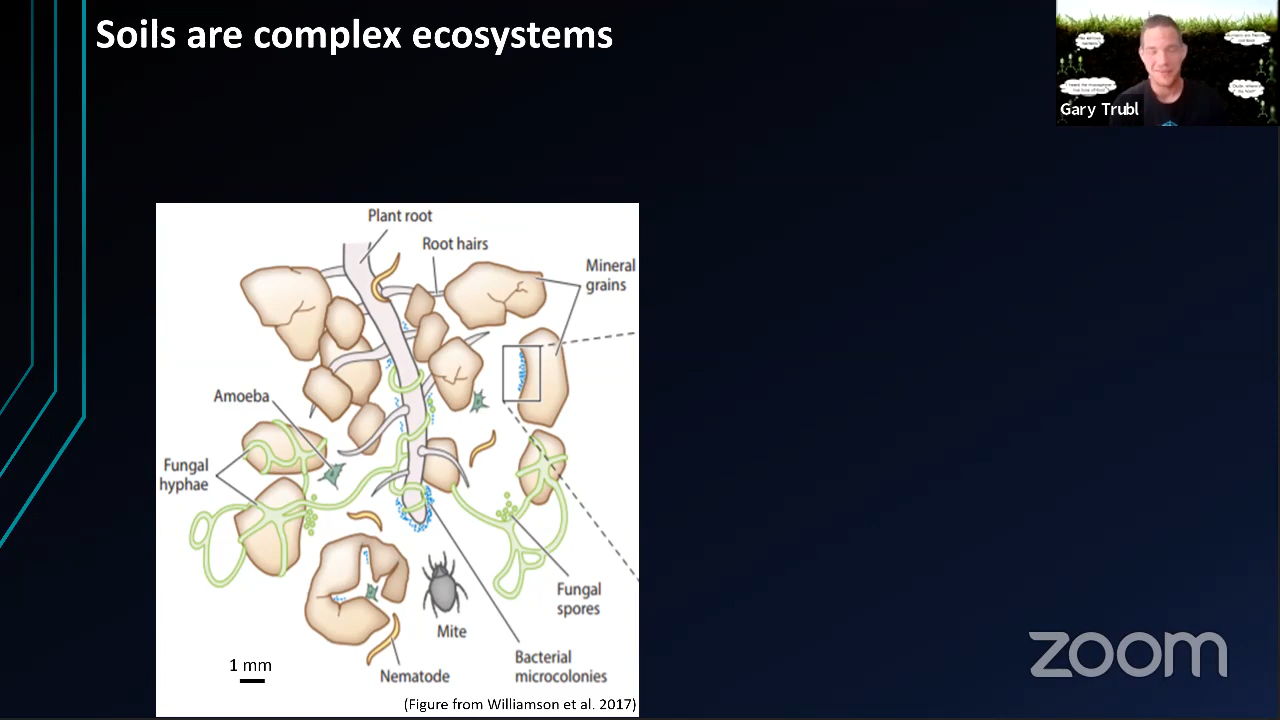 Soils are complex ecosystems
Gary Trubl
Plant root
Root hairs
Mineral
grains
Amoeba
Fungal
hyphae
Fungal
spores
Mite
Bacterial
microcolonies
Nematode
1 mm
(Figure from Williamson et al. 2017)
zoom